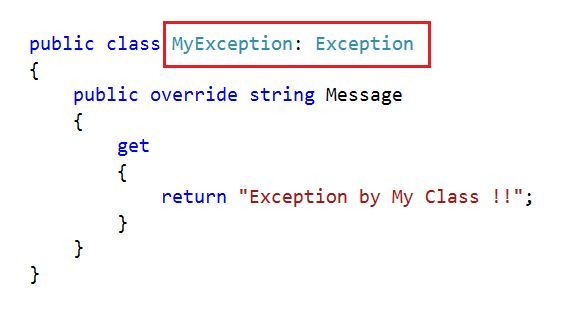 public class MyException: Exception
{
    public override string Message
    {
        get
        {
            return "Exception by My Class !!";
        }
    }
}